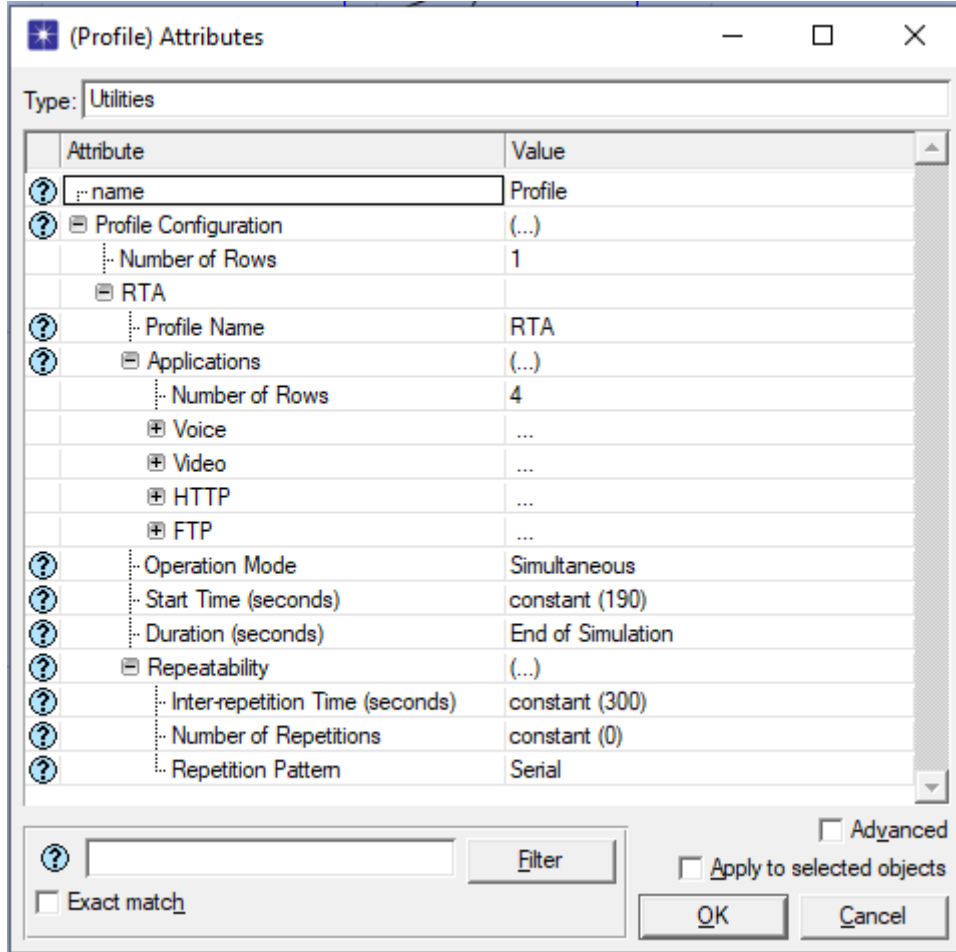 (Profile) Attributes
Type: Utilities
Attribute Value
name Profile
Profile Configuration (...)
Number of Rows 1
RTA
Profile Name RTA
Applications (...)
Number of Rows 4
Voice ...
Video ...
HTTP ...
FTP ...
Operation Mode Simultaneous
Start Time (seconds) constant (190)
Duration (seconds) End of Simulation
Repeatability (...)
Inter-repetition Time (seconds) constant (300)
Number of Repetitions constant (0)
Repetition Pattern Serial
Advanced
Filter
Apply to selected objects
Exact match
OK Cancel